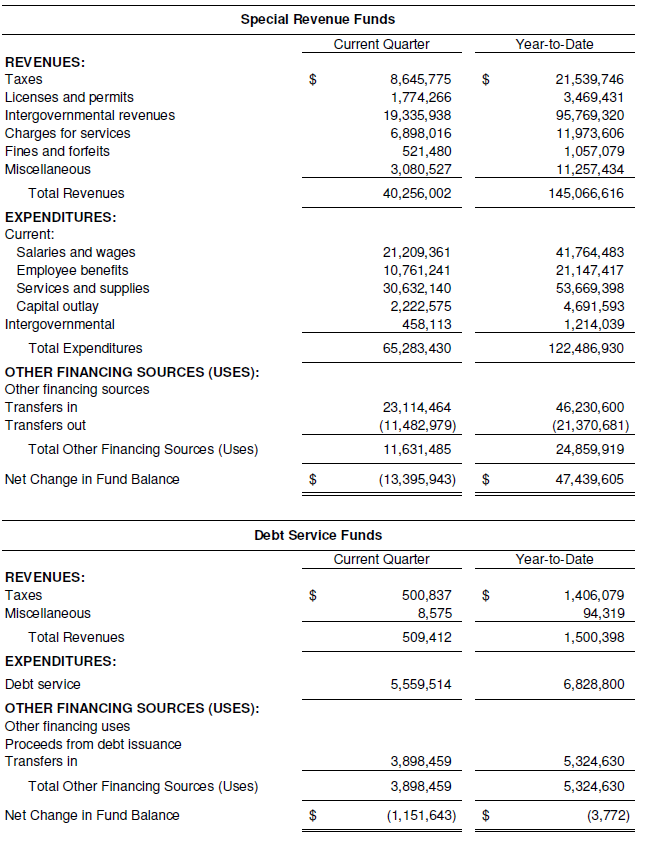 Special Revenue Funds
Current Quarter Year-to-Date
REVENUES:
Taxes $ 8,645,775 $ 21,539,746
Licenses and permits 1,774,266 3,469,431
Intergovernmental revenues 19,335,938 95,769,320
Charges for services 6,898,016 11,973,606
Fines and forfeits 521,480 1,057,079
Miscellaneous 3,080,527 11,257,434
Total Revenues 40,256,002 145,066,616
EXPENDITURES:
Current:
Salaries and wages 21,209,361 41,764,483
Employee benefits 10,761,241 21,147,417
Services and supplies 30,632,140 53,669,398
Capital outlay 2,222,575 4,691,593
Intergovernmental 458,113 1,214,039
Total Expenditures 65,283,430 122,486,930
OTHER FINANCING SOURCES (USES):
Other financing sources
Transfers in 23,114,464 46,230,600
Transfers out (11,482,979) (21,370,681)
Total Other Financing Sources (Uses) 11,631,485 24,859,919
Net Change in Fund Balance $ (13,395,943) $ 47,439,605
Debt Service Funds
Current Quarter Year-to-Date
REVENUES:
Taxes $ 500,837 $ 1,406,079
Miscellaneous 8,575 94,319
Total Revenues 509,412 1,500,398
EXPENDITURES:
Debt service 5,559,514 6,828,800
OTHER FINANCING SOURCES (USES):
Other financing uses
Proceeds from debt issuance
Transfers in 3,898,459 5,324,630
Total Other Financing Sources (Uses) 3,898,459 5,324,630
Net Change in Fund Balance $ (1,151,643) $ (3,772)